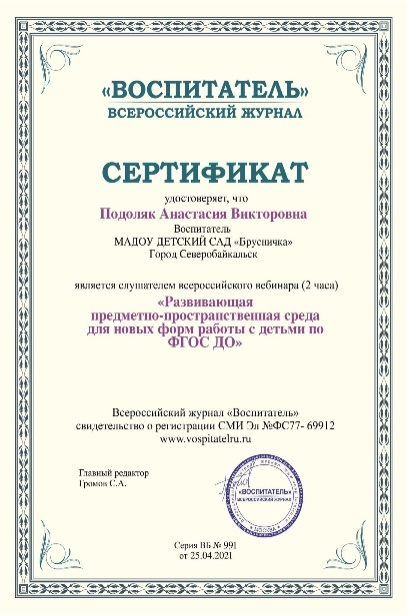 «ВОСПИТАТЕЛЬ»
ВСЕРОССИЙСКИЙ ЖУРНАЛ
СЕРТИФИКАТ
удостоверяет, что
Подоляк Анастасия Викторовна
Воспитатель
МАДОУ ДЕТСКИЙ САД «Брусничка»
Город Северобайкальск
является слушателем всероссийского вебинара (2 часа)
«Развивающая
предметно-пространственная среда
для новых форм работы с детьми по
ФГОС ДО»
Всероссийский журнал «Воспитатель»
свидетельство о регистрации СМИ Эл №ФС77- 69912
www.vospitatelru.ru
Главный редактор
Громов С.А.
«ВОСПИТАТЕЛЬ»
ВСЕРОССИЙСКИЙ ЖУРНАЛ
МОСКВА
Серия ВБ № 991
от 25.04.2021